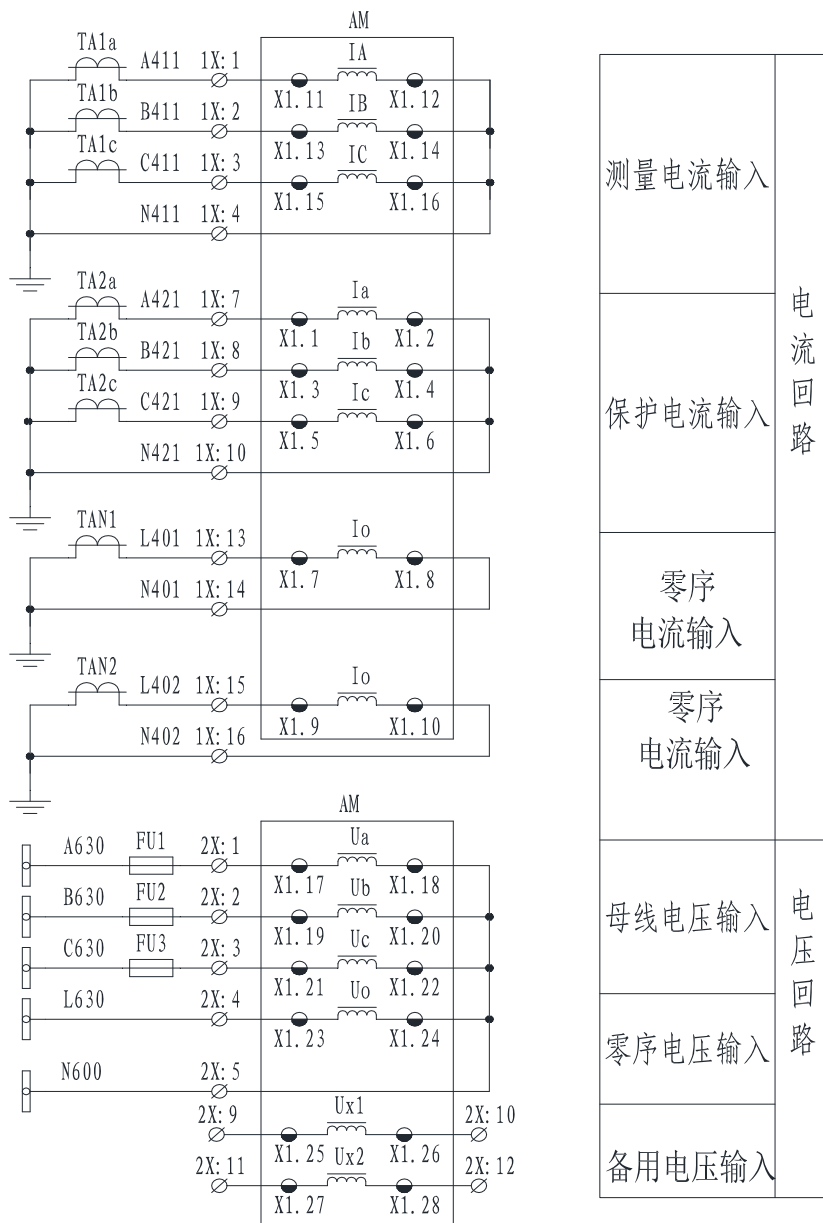 AM
TA1a A411 1X:1 IA
X1.11 X1.12
TA1b B411 1X:2 IB
X1.13 X1.14
TA1c C411 1X:3 IC
X1.15 X1.16
N411 1X:4
测量电流输入
TA2a A421 1X:7 Ia
X1.1 X1.2
TA2b B421 1X:8 Ib
X1.3 X1.4
TA2c C421 1X:9 Ic
X1.5 X1.6
N421 1X:10
保护电流输入
电流回路
TAN1 L401 1X:13 Io
X1.7 X1.8
N401 1X:14
零序
电流输入
TAN2 L402 1X:15 Io
X1.9 X1.10
N402 1X:16
零序
电流输入
AM
A630 FU1 2X:1 Ua
X1.17 X1.18
B630 FU2 2X:2 Ub
X1.19 X1.20
C630 FU3 2X:3 Uc
X1.21 X1.22
母线电压输入
L630 2X:4 Uo
X1.23 X1.24
N600 2X:5
零序电压输入
电压回路
2X:9 Ux1 2X:10
X1.25 X1.26
2X:11 Ux2 2X:12
X1.27 X1.28
备用电压输入